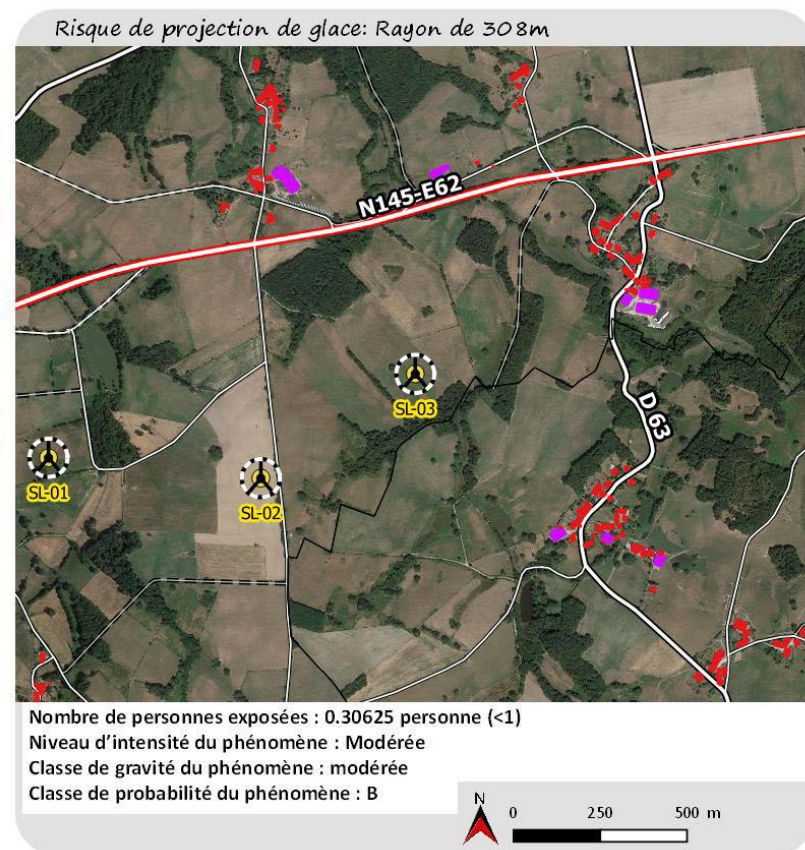 Risque de projection de glace: Rayon de 308m
N145-E62
SL-03
D 63
SL-01
SL-02
Nombre de personnes exposées : 0.30625 personne (<1)
Niveau d'intensité du phénomène : Modérée
Classe de gravité du phénomène : modérée
Classe de probabilité du phénomène : B
N
0 250 500 m